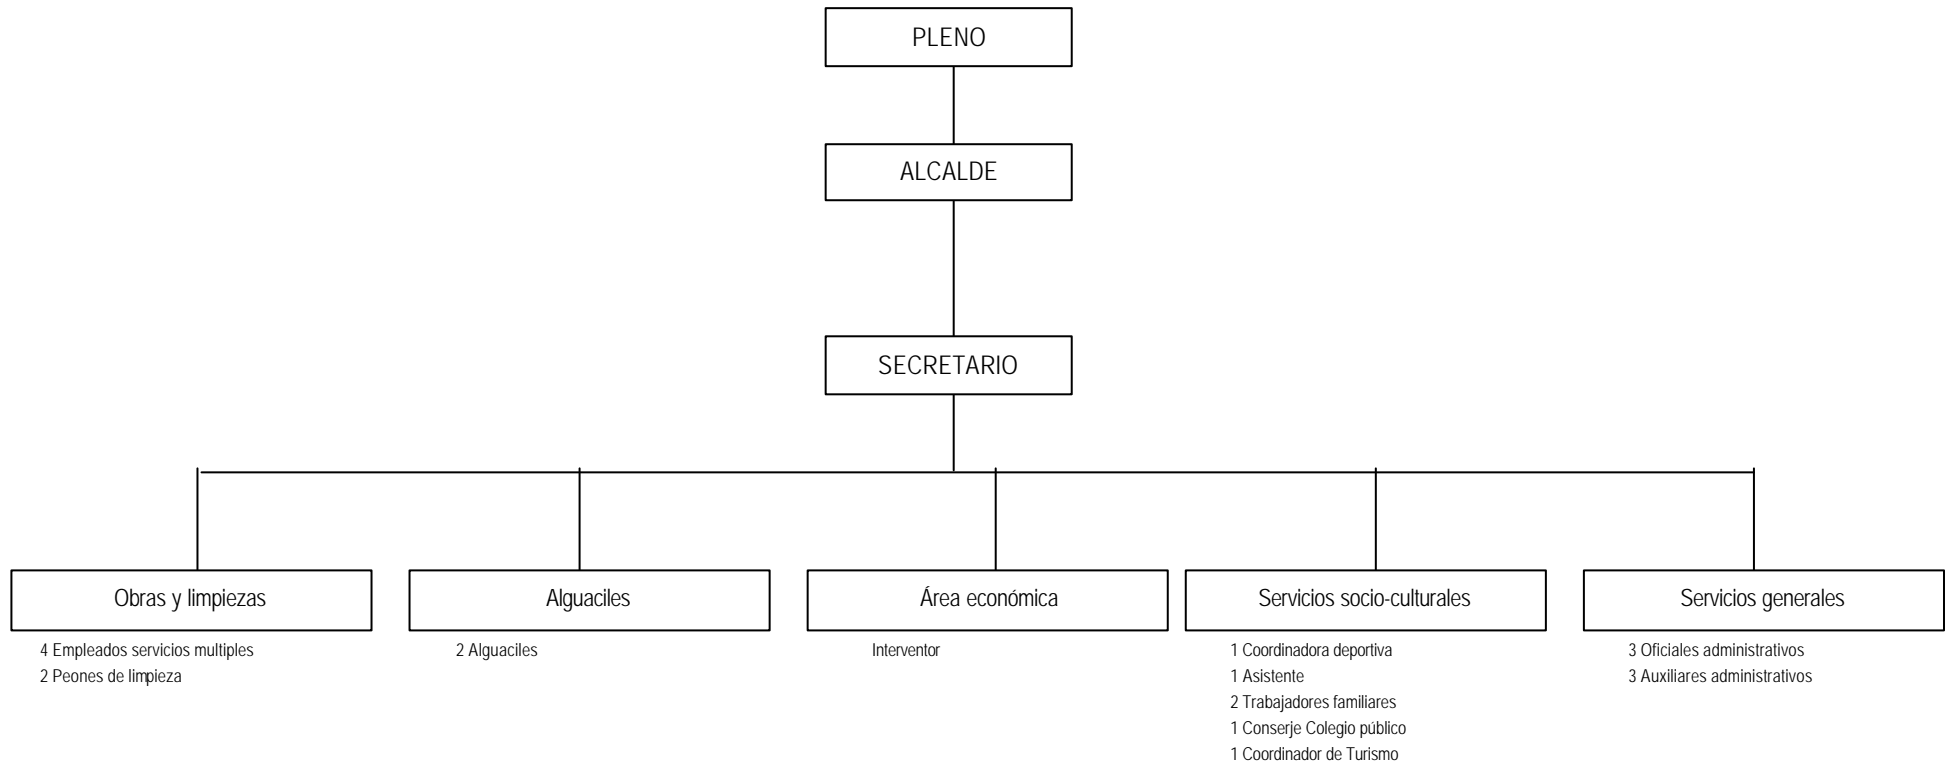 PLENO
ALCALDE
SECRETARIO
Obras y limpiezas
4 Empleados servicios multiples
2 Peones de limpieza
Alguaciles
2 Alguaciles
Área económica
Interventor
Servicios socio-culturales
1 Coordinadora deportiva
1 Asistente
2 Trabajadores familiares
1 Conserje Colegio público
1 Coordinador de Turismo
Servicios generales
3 Oficiales administrativos
3 Auxiliares administrativos